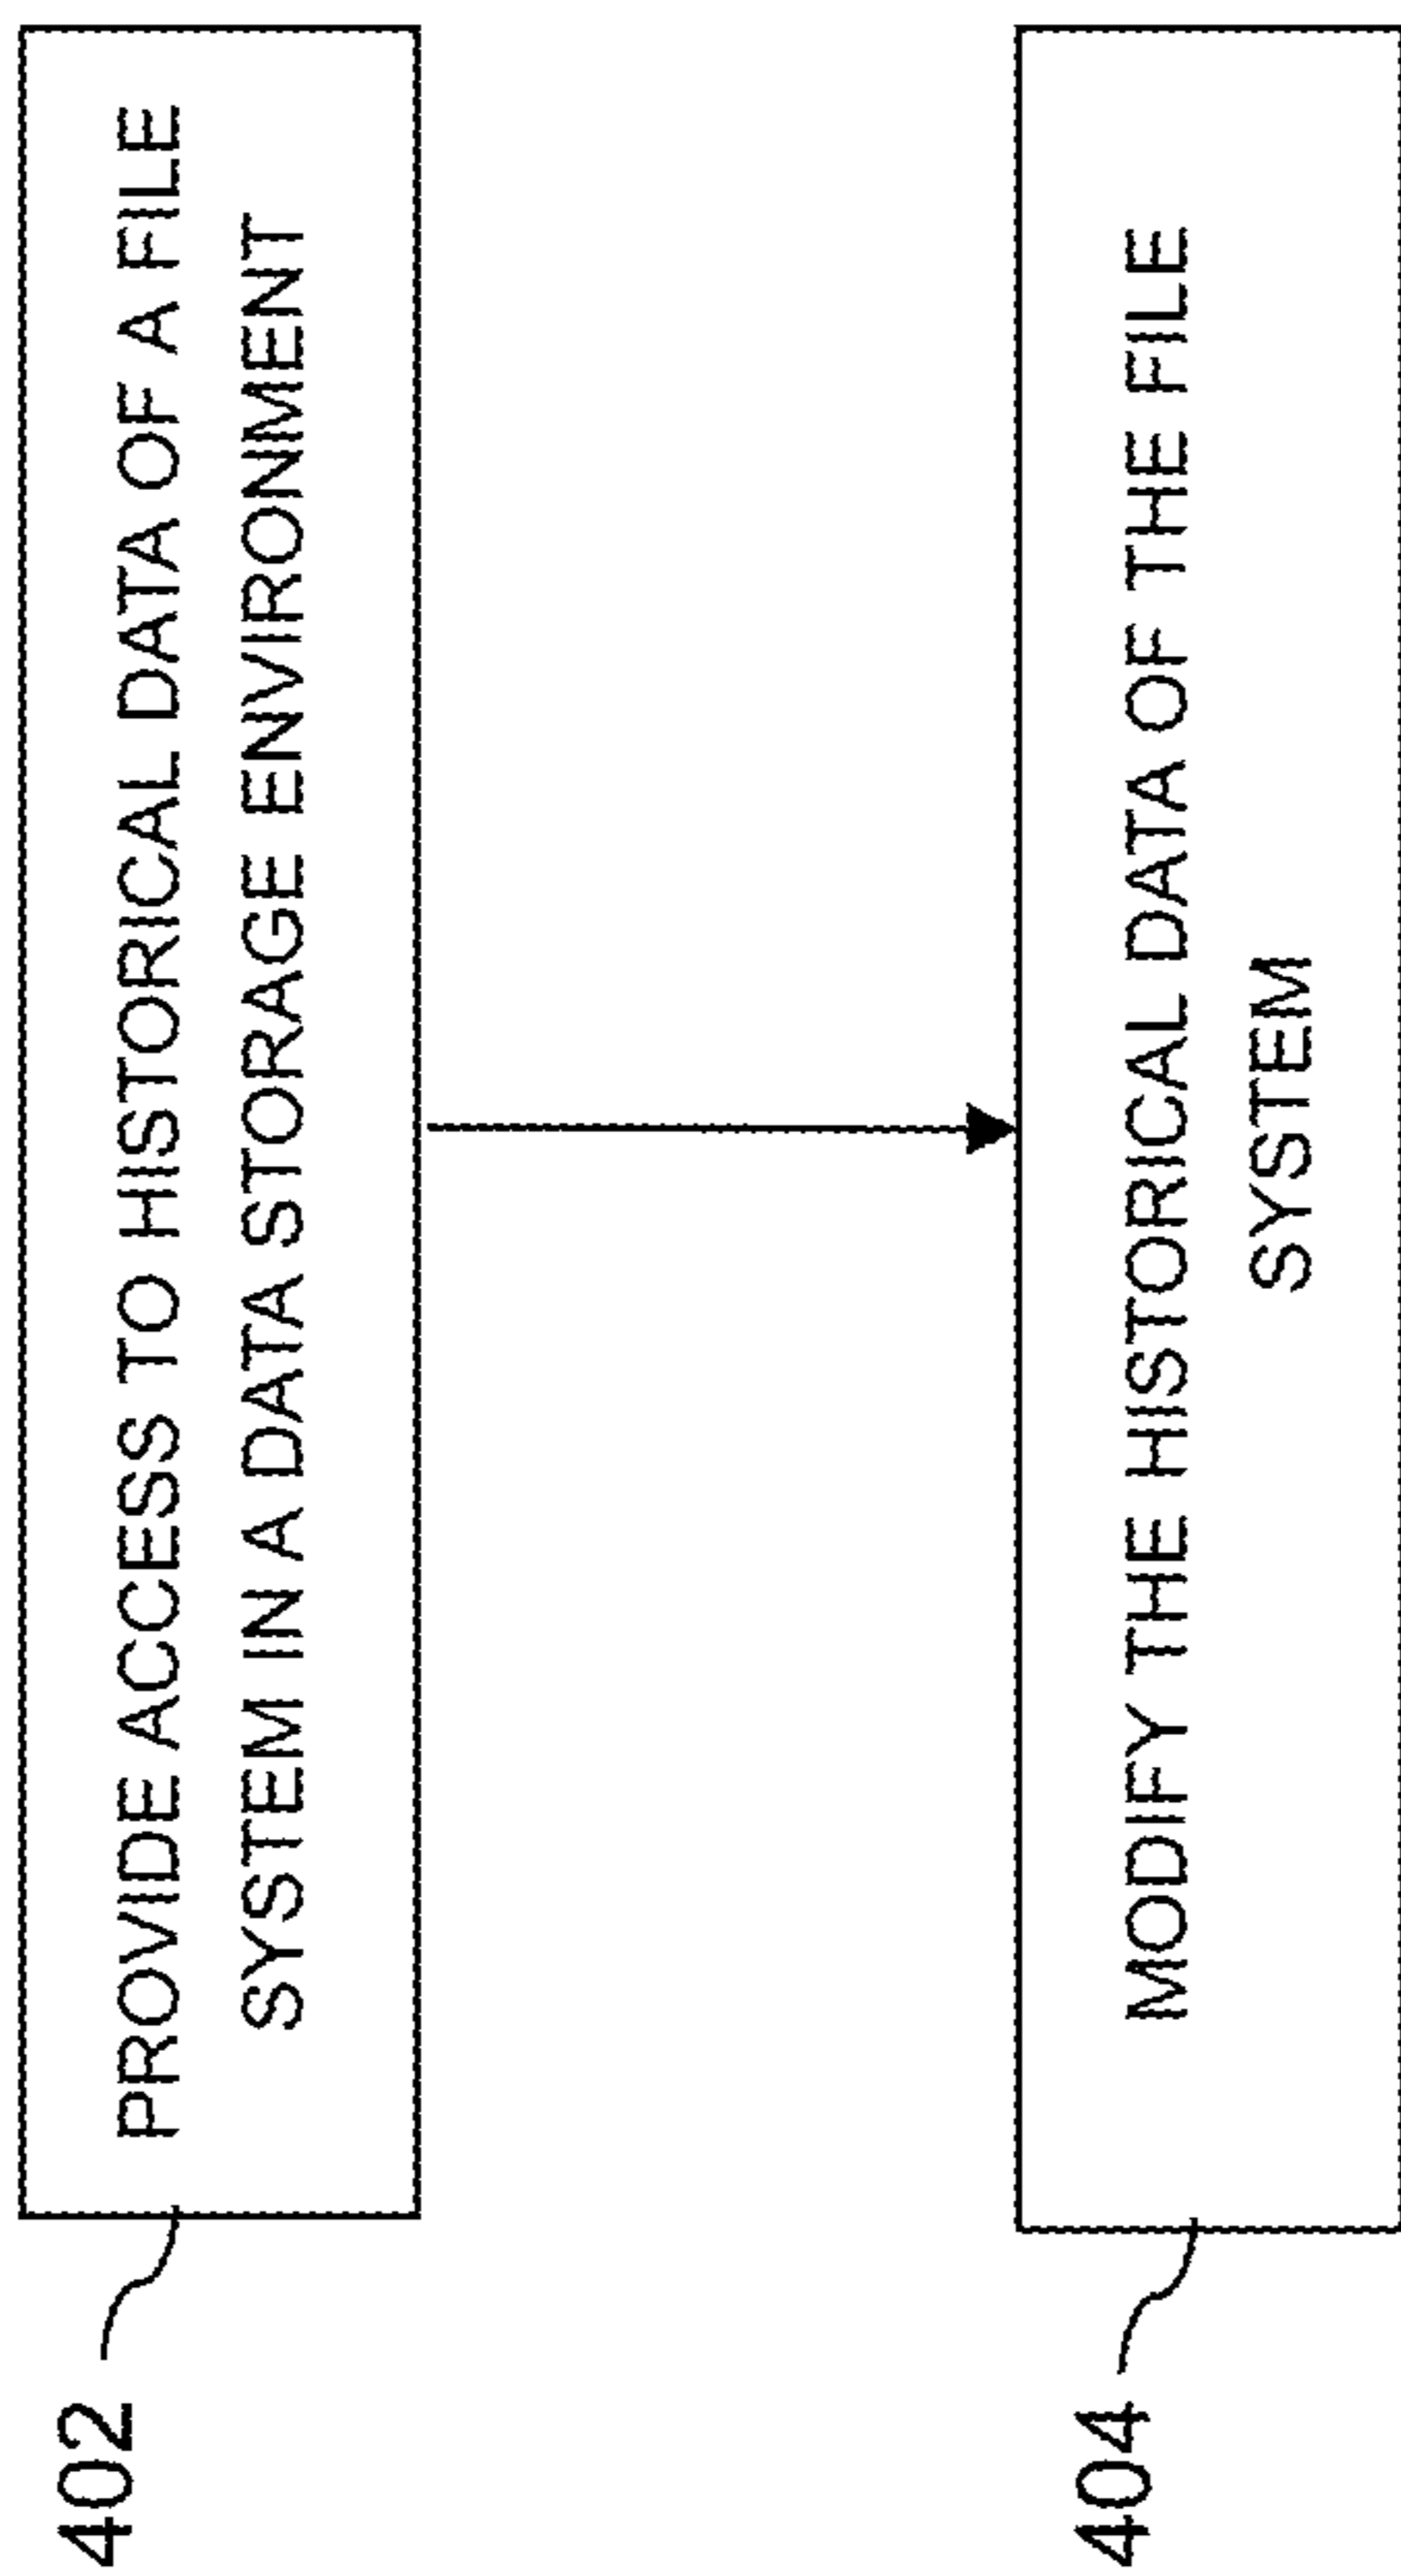 402
PROVIDE ACCESS TO HISTORICAL DATA OF A FILE
SYSTEM IN A DATA STORAGE ENVIRONMENT
404
MODIFY THE HISTORICAL DATA OF THE FILE
SYSTEM